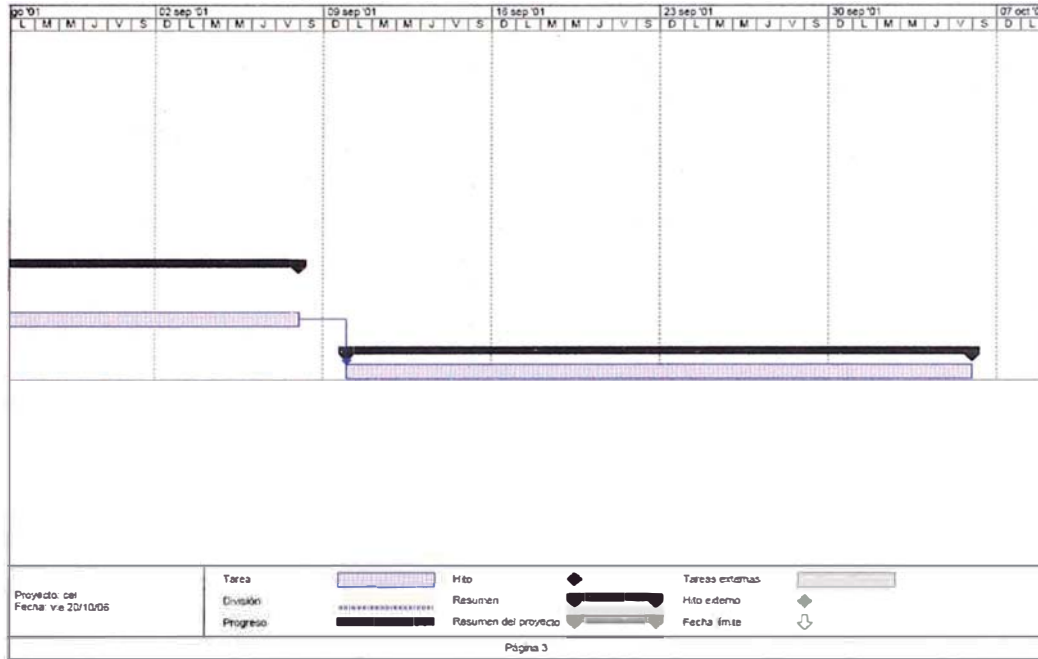 go '01 02 sep '01 09 sep '01 16 sep '01 23 sep '01 30 sep '01 07 oct '0
L M M J V S D L M M J V S D L M M J V S D L M M J V S D L M M J V S D L M M J V S D L
Proyecto: cel
Fecha: vie 20/10/06
Tarea Hito Tareas externas
División Resumen Hito externo
Progreso Resumen del proyecto Fecha límite
Página 3